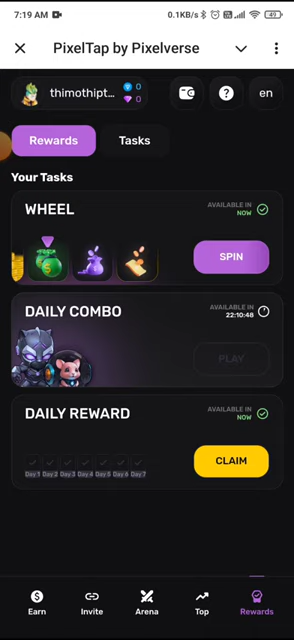 7:19 AM 0.1KB/s 49
PixelTap by Pixelverse
thimothipt... 0
0
en
Rewards Tasks
Your Tasks
WHEEL
AVAILABLE IN
NOW
SPIN
DAILY COMBO
AVAILABLE IN
22:10:48
PLAY
DAILY REWARD
AVAILABLE IN
NOW
CLAIM
Day 1 Day 2 Day 3 Day 4 Day 5 Day 6 Day 7
Earn Invite Arena Top Rewards